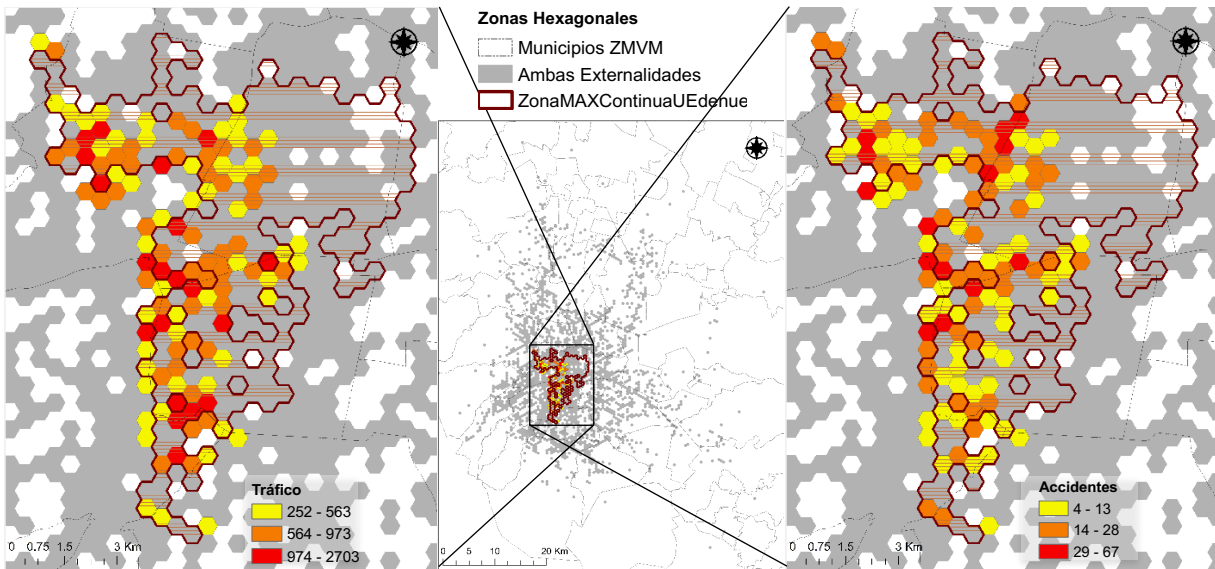 Zonas Hexagonales
Municipios ZMVM
Ambas Externalidades
ZonaMAXContinuaUEdenue
Tráfico
252 - 563
564 - 973
974 - 2703
0 0.75 1.5 3 Km
0 5 10 20 Km
Accidentes
4 - 13
14 - 28
29 - 67
0 0.75 1.5 3 Km